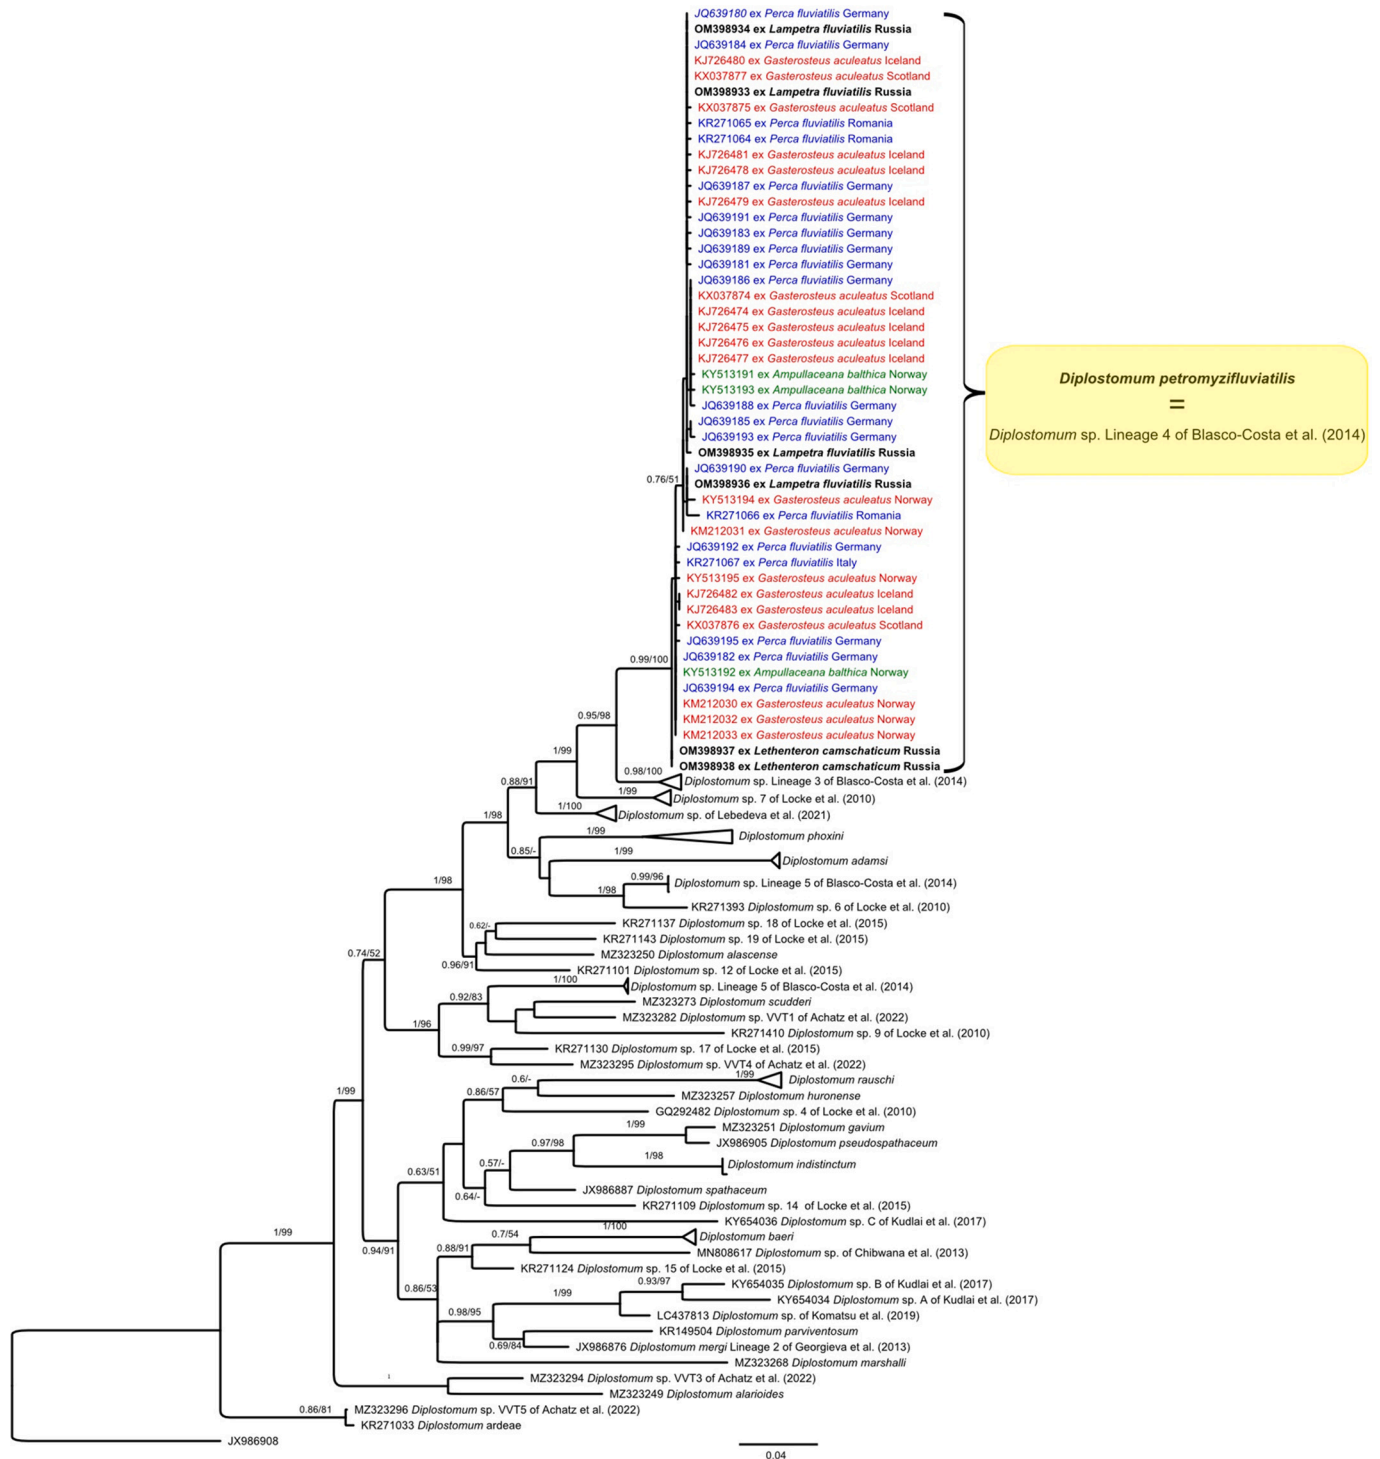 JQ639180 ex Perca fluviatilis Germany
OM398934 ex Lampetra fluviatilis Russia
JQ639184 ex Perca fluviatilis Germany
KJ726480 ex Gasterosteus aculeatus Iceland
KX037877 ex Gasterosteus aculeatus Scotland
OM398933 ex Lampetra fluviatilis Russia
KX037875 ex Gasterosteus aculeatus Scotland
KR271065 ex Perca fluviatilis Romania
KR271064 ex Perca fluviatilis Romania
KJ726481 ex Gasterosteus aculeatus Iceland
KJ726478 ex Gasterosteus aculeatus Iceland
JQ639187 ex Perca fluviatilis Germany
KJ726479 ex Gasterosteus aculeatus Iceland
JQ639191 ex Perca fluviatilis Germany
JQ639183 ex Perca fluviatilis Germany
JQ639189 ex Perca fluviatilis Germany
JQ639181 ex Perca fluviatilis Germany
JQ639186 ex Perca fluviatilis Germany
KX037874 ex Gasterosteus aculeatus Scotland
KJ726474 ex Gasterosteus aculeatus Iceland
KJ726475 ex Gasterosteus aculeatus Iceland
KJ726476 ex Gasterosteus aculeatus Iceland
KJ726477 ex Gasterosteus aculeatus Iceland
KY513191 ex Ampullaceana balthica Norway
KY513193 ex Ampullaceana balthica Norway
JQ639188 ex Perca fluviatilis Germany
JQ639185 ex Perca fluviatilis Germany
JQ639193 ex Perca fluviatilis Germany
OM398935 ex Lampetra fluviatilis Russia
JQ639190 ex Perca fluviatilis Germany
0.76/51
OM398936 ex Lampetra fluviatilis Russia
KY513194 ex Gasterosteus aculeatus Norway
KR271066 ex Perca fluviatilis Romania
KM212031 ex Gasterosteus aculeatus Norway
JQ639192 ex Perca fluviatilis Germany
KR271067 ex Perca fluviatilis Italy
KY513195 ex Gasterosteus aculeatus Norway
KJ726482 ex Gasterosteus aculeatus Iceland
KJ726483 ex Gasterosteus aculeatus Iceland
KX037876 ex Gasterosteus aculeatus Scotland
JQ639195 ex Perca fluviatilis Germany
0.99/100
JQ639182 ex Perca fluviatilis Germany
KY513192 ex Ampullaceana balthica Norway
JQ639194 ex Perca fluviatilis Germany
KM212030 ex Gasterosteus aculeatus Norway
0.95/98
KM212032 ex Gasterosteus aculeatus Norway
KM212033 ex Gasterosteus aculeatus Norway
1/99
OM398937 ex Lethenteron camschaticum Russia
OM398938 ex Lethenteron camschaticum Russia
Diplostomum petromyzifluviatilis
=
Diplostomum sp. Lineage 4 of Blasco-Costa et al. (2014)
0.98/100
0.88/91
Diplostomum sp. Lineage 3 of Blasco-Costa et al. (2014)
1/99
Diplostomum sp. 7 of Locke et al. (2010)
1/100
1/98
Diplostomum sp. of Lebedeva et al. (2021)
1/99
Diplostomum phoxini
0.85/-
1/99
Diplostomum adamsi
1/98
0.99/96
Diplostomum sp. Lineage 5 of Blasco-Costa et al. (2014)
1/98
KR271393 Diplostomum sp. 6 of Locke et al. (2010)
0.62/-
KR271137 Diplostomum sp. 18 of Locke et al. (2015)
KR271143 Diplostomum sp. 19 of Locke et al. (2015)
0.74/52
MZ323250 Diplostomum alascense
0.96/91
KR271101 Diplostomum sp. 12 of Locke et al. (2015)
1/100
Diplostomum sp. Lineage 5 of Blasco-Costa et al. (2014)
0.92/83
MZ323273 Diplostomum scudderi
MZ323282 Diplostomum sp. VVT1 of Achatz et al. (2022)
1/96
KR271410 Diplostomum sp. 9 of Locke et al. (2010)
0.99/97
KR271130 Diplostomum sp. 17 of Locke et al. (2015)
MZ323295 Diplostomum sp. VVT4 of Achatz et al. (2022)
0.6/-
1/99
Diplostomum rauschi
1/99
0.86/57
MZ323257 Diplostomum huronense
GQ292482 Diplostomum sp. 4 of Locke et al. (2010)
1/99
MZ323251 Diplostomum gavium
0.97/98
JX986905 Diplostomum pseudospathaceum
1/98
0.57/-
Diplostomum indistinctum
0.63/51
JX986887 Diplostomum spathaceum
0.64/-
KR271109 Diplostomum sp. 14 of Locke et al. (2015)
KY654036 Diplostomum sp. C of Kudlai et al. (2017)
1/99
1/100
0.7/54
Diplostomum baeri
0.94/91
0.88/91
MN808617 Diplostomum sp. of Chibwana et al. (2013)
KR271124 Diplostomum sp. 15 of Locke et al. (2015)
0.93/97
KY654035 Diplostomum sp. B of Kudlai et al. (2017)
0.86/53
1/99
KY654034 Diplostomum sp. A of Kudlai et al. (2017)
0.98/95
LC437813 Diplostomum sp. of Komatsu et al. (2019)
KR149504 Diplostomum parviventosum
0.69/84
JX986876 Diplostomum mergi Lineage 2 of Georgieva et al. (2013)
MZ323268 Diplostomum marshalli
1
MZ323294 Diplostomum sp. VVT3 of Achatz et al. (2022)
MZ323249 Diplostomum alarioides
0.86/81
MZ323296 Diplostomum sp. VVT5 of Achatz et al. (2022)
KR271033 Diplostomum ardeae
JX986908
0.04